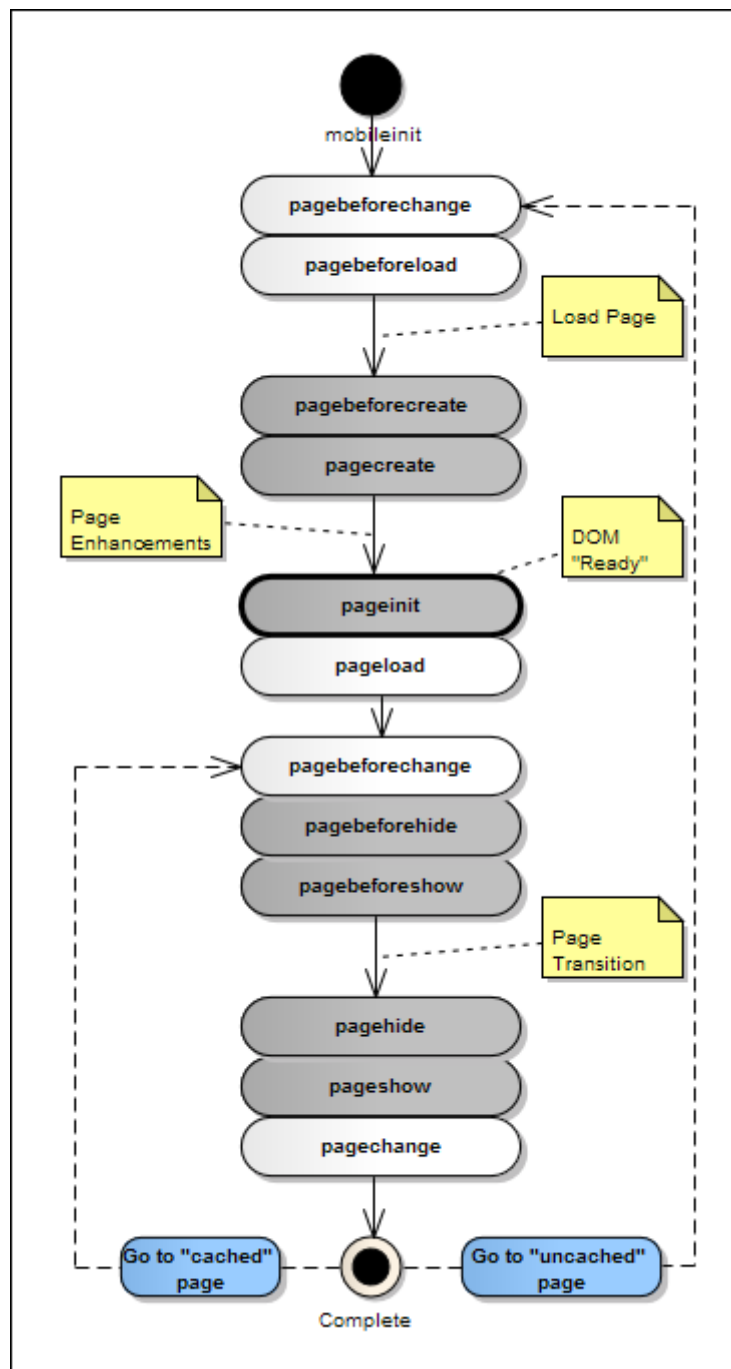 mobileinit
pagebeforechange
pagebeforeload
Load Page
pagebeforecreate
pagecreate
Page
Enhancements
DOM
"Ready"
pageinit
pageload
pagebeforechange
pagebeforehide
pagebeforeshow
Page
Transition
pagehide
pageshow
pagechange
Go to "cached"
page
Go to "uncached"
page
Complete